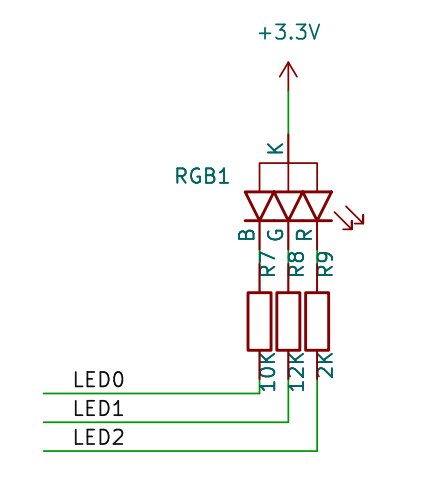 +3.3V
K
RGB1
B G R
R7 R8 R9
10K 12K 2K
LED0
LED1
LED2